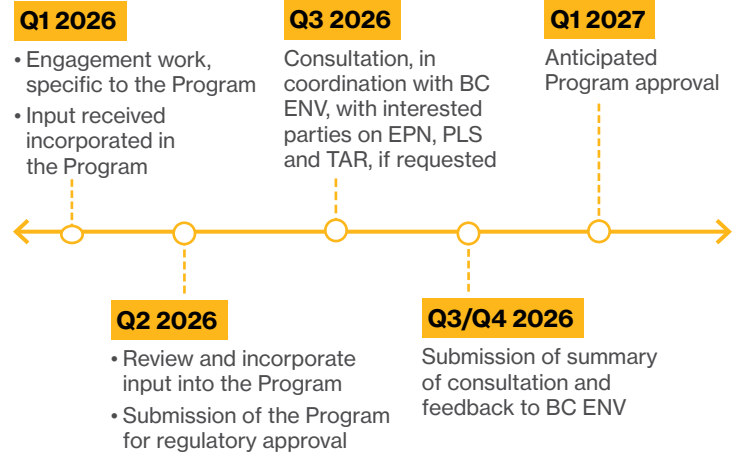 Q1 2026
• Engagement work,
specific to the Program
• Input received
incorporated in
the Program
Q3 2026
Consultation, in
coordination with BC
ENV, with interested
parties on EPN, PLS
and TAR, if requested
Q1 2027
Anticipated
Program approval
Q2 2026
• Review and incorporate
input into the Program
• Submission of the Program
for regulatory approval
Q3/Q4 2026
Submission of summary
of consultation and
feedback to BC ENV